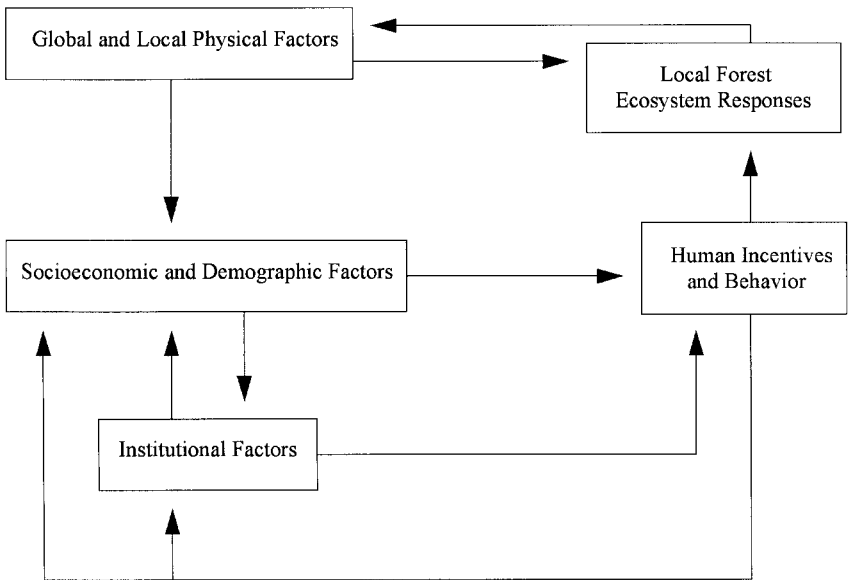 Global and Local Physical Factors
Local Forest
Ecosystem Responses
Socioeconomic and Demographic Factors
Human Incentives
and Behavior
Institutional Factors